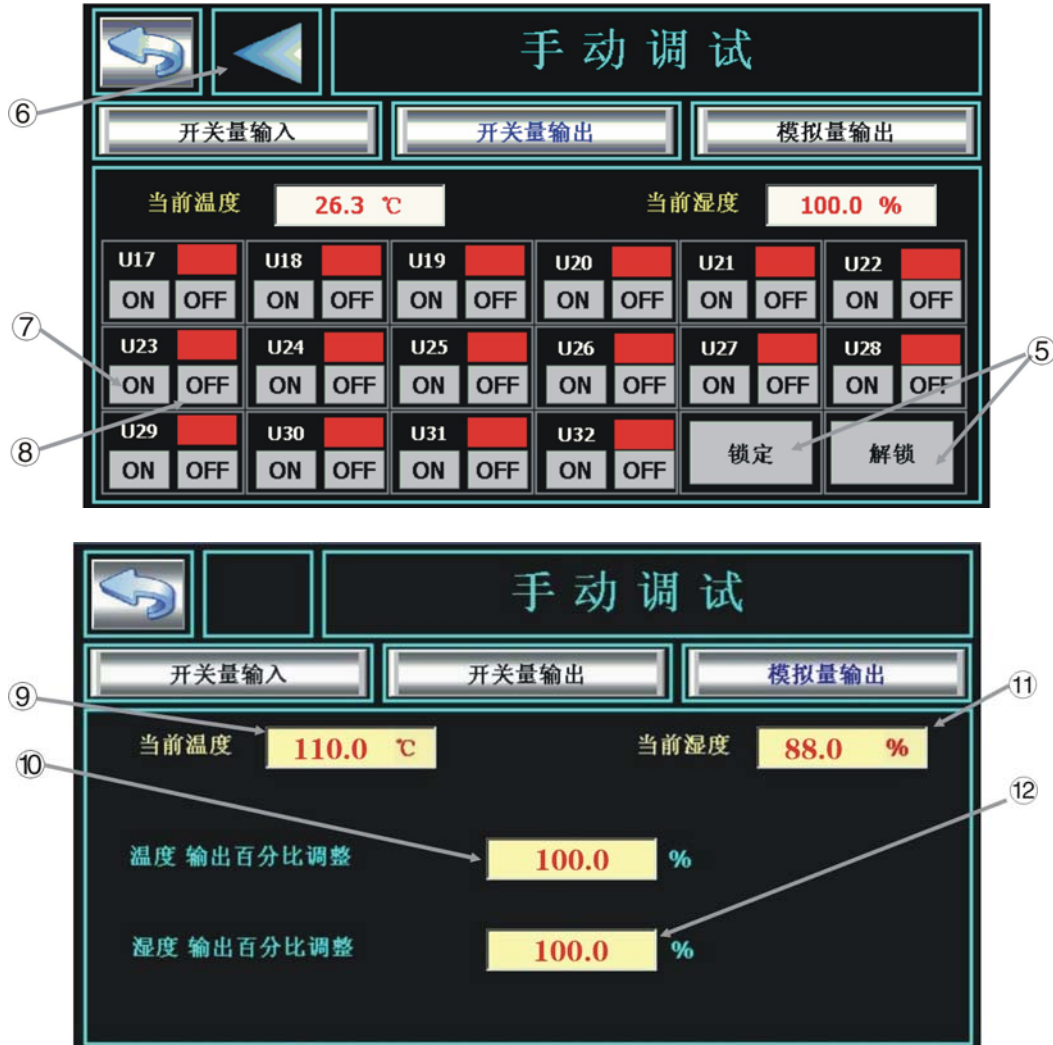 手动调试
⑥
开关量输入 开关量输出 模拟量输出
当前温度 26.3 ℃ 当前湿度 100.0 %
U17 U18 U19 U20 U21 U22
ON OFF ON OFF ON OFF ON OFF ON OFF ON OFF
⑦
U23 U24 U25 U26 U27 U28
⑤
ON OFF ON OFF ON OFF ON OFF ON OFF ON OFF
U29 U30 U31 U32
⑧
锁定 解锁
ON OFF ON OFF ON OFF ON OFF
手动调试
开关量输入 开关量输出 模拟量输出
⑨ ⑪
当前温度 110.0 ℃ 当前湿度 88.0 %
⑩
⑫
温度 输出百分比调整 100.0 %
湿度 输出百分比调整 100.0 %